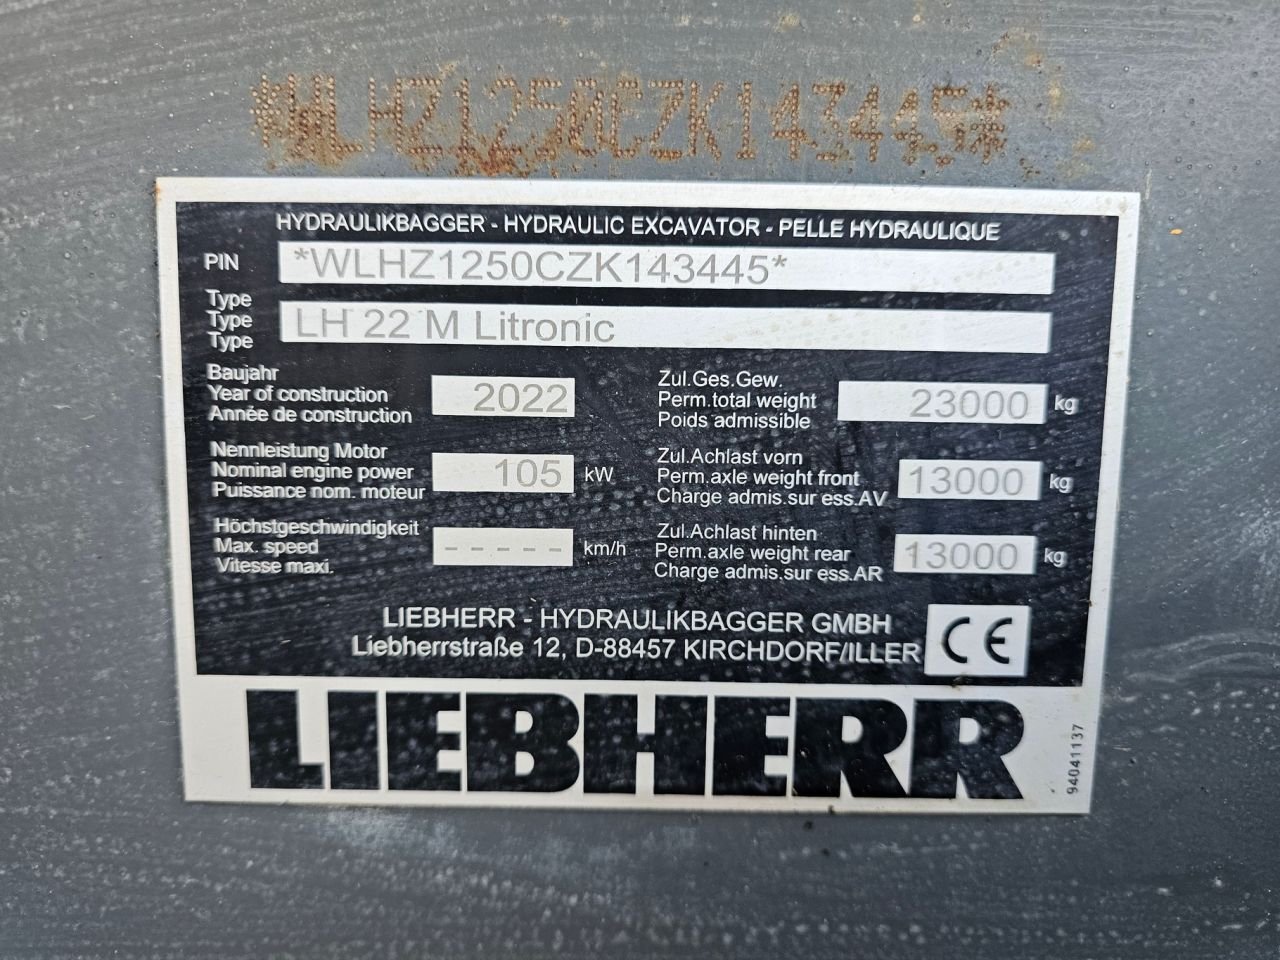 *WLHZ1250CZK143445*
HYDRAULIKBAGGER - HYDRAULIC EXCAVATOR - PELLE HYDRAULIQUE
PIN *WLHZ1250CZK143445*
Type
Type LH 22 M Litronic
Type
Baujahr
Year of construction 2022
Année de construction
Zul.Ges.Gew.
Perm.total weight 23000 kg
Poids admissible
Nennleistung Motor
Nominal engine power 105 kW
Puissance nom. moteur
Zul.Achlast vorn
Perm.axle weight front 13000 kg
Charge admis.sur ess.AV
Höchstgeschwindigkeit
Max. speed ----- km/h
Vitesse maxi.
Zul.Achlast hinten
Perm.axle weight rear 13000 kg
Charge admis.sur ess.AR
LIEBHERR - HYDRAULIKBAGGER GMBH
Liebherrstraße 12, D-88457 KIRCHDORF/ILLER
CE
LIEBHERR
94041137